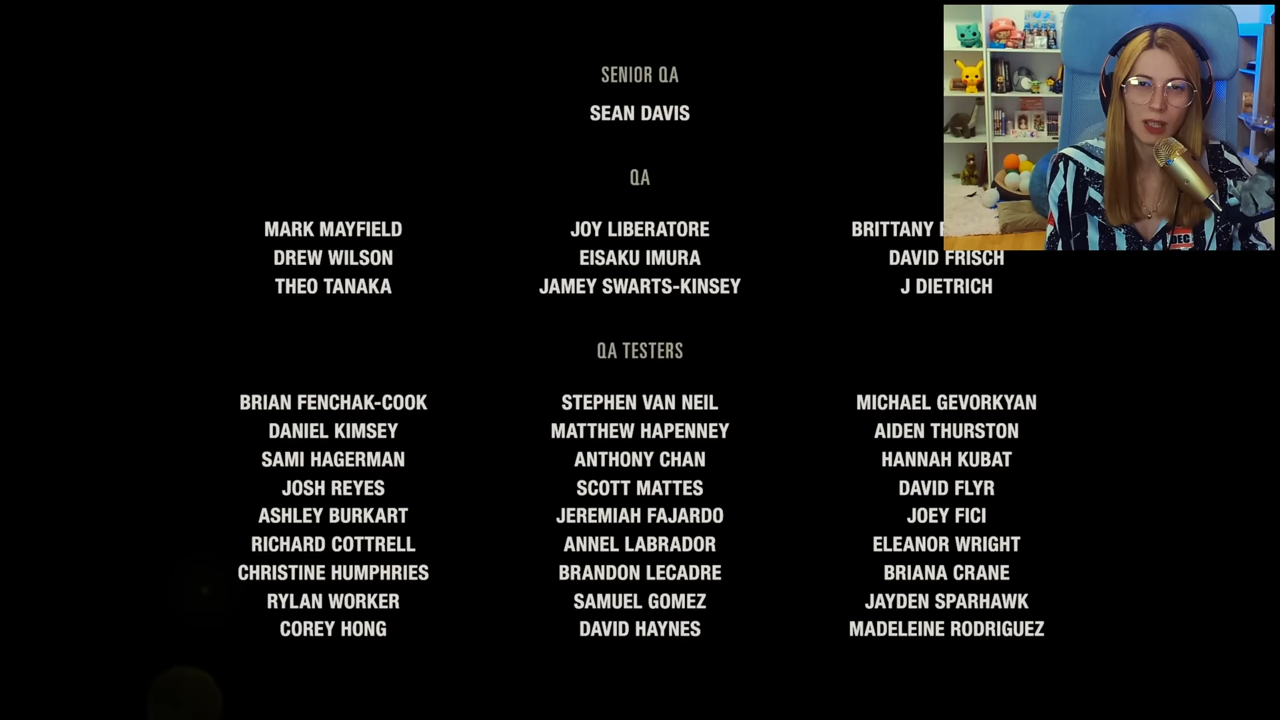 SENIOR QA
SEAN DAVIS
QA
MARK MAYFIELD JOY LIBERATORE BRITTANY
DREW WILSON EISAKU IMURA DAVID FRISCH
THEO TANAKA JAMEY SWARTS-KINSEY J DIETRICH
QA TESTERS
BRIAN FENCHAK-COOK STEPHEN VAN NEIL MICHAEL GEVORKYAN
DANIEL KIMSEY MATTHEW HAPENNEY AIDEN THURSTON
SAMI HAGERMAN ANTHONY CHAN HANNAH KUBAT
JOSH REYES SCOTT MATTES DAVID FLYR
ASHLEY BURKART JEREMIAH FAJARDO JOEY FICI
RICHARD COTTRELL ANNEL LABRADOR ELEANOR WRIGHT
CHRISTINE HUMPHRIES BRANDON LECADRE BRIANA CRANE
RYLAN WORKER SAMUEL GOMEZ JAYDEN SPARHAWK
COREY HONG DAVID HAYNES MADELEINE RODRIGUEZ